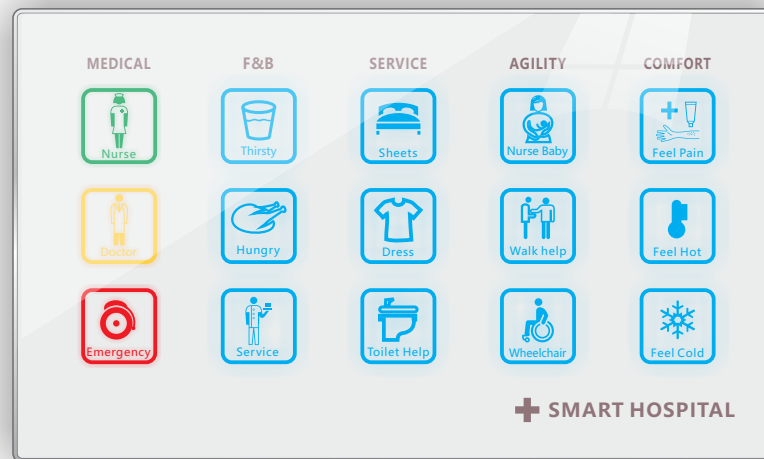 MEDICAL F&B SERVICE AGILITY COMFORT
Nurse Thirsty Sheets Nurse Baby Feel Pain
Doctor Hungry Dress Walk help Feel Hot
Emergency Service Toilet Help Wheelchair Feel Cold
SMART HOSPITAL